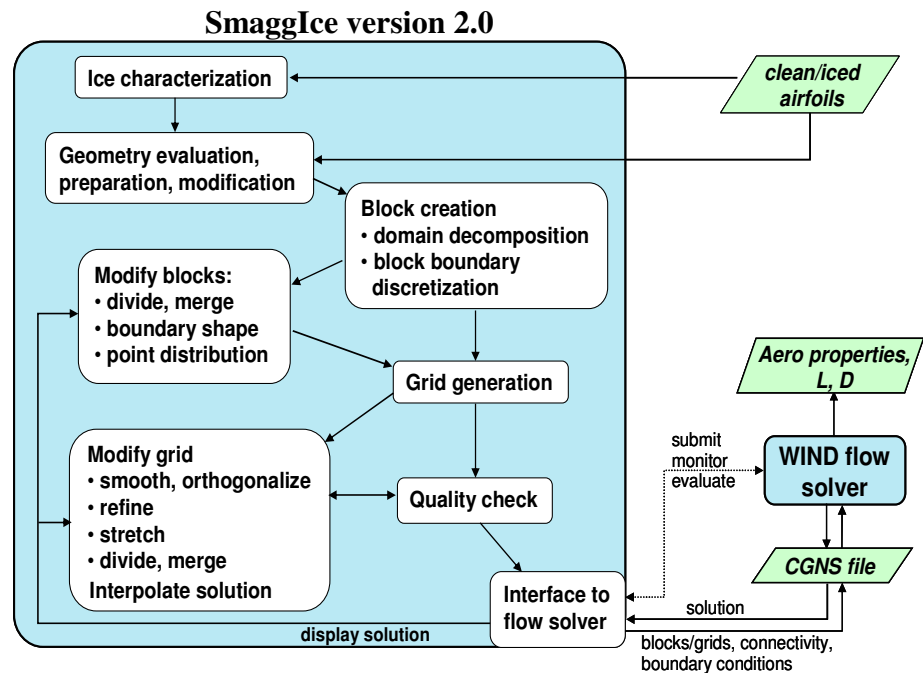 SmaggIce version 2.0
Ice characterization
clean/iced
airfoils
Geometry evaluation,
preparation, modification
Block creation
• domain decomposition
• block boundary
discretization
Modify blocks:
• divide, merge
• boundary shape
• point distribution
Grid generation
Aero properties,
L, D
Modify grid
• smooth, orthogonalize
• refine
• stretch
• divide, merge
Interpolate solution
Quality check
submit
monitor
evaluate
WIND flow
solver
CGNS file
Interface to
flow solver
solution
display solution
blocks/grids, connectivity,
boundary conditions